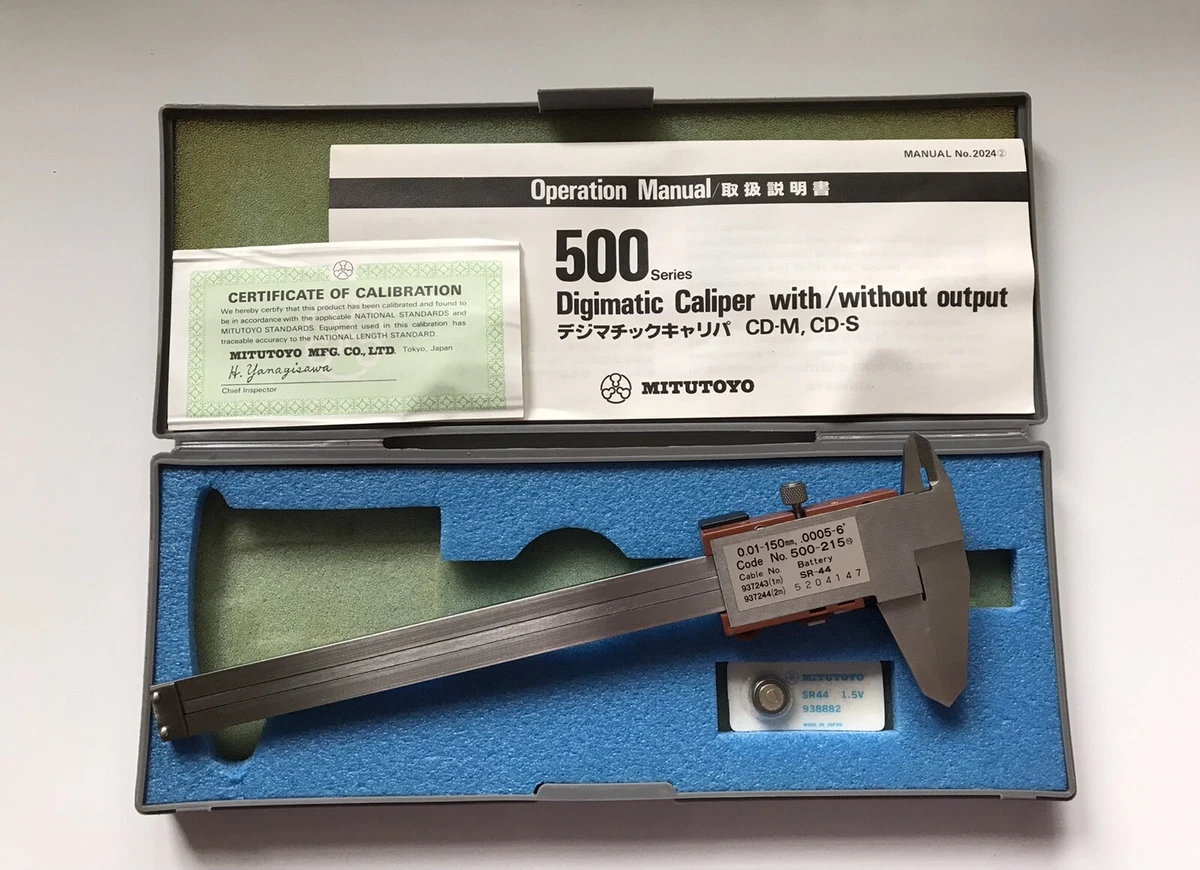 MANUAL No.2024②
Operation Manual/取扱説明書
500 Series
Digimatic Caliper with/without output
デジマチックキャリパ CD-M, CD-S
MITUTOYO
CERTIFICATE OF CALIBRATION
We hereby certify that this product has been calibrated and found to
be in accordance with the applicable NATIONAL STANDARDS and
MITUTOYO STANDARDS. Equipment used in this calibration has
traceable accuracy to the NATIONAL LENGTH STANDARD.
MITUTOYO MFG. CO., LTD. Tokyo, Japan
H. Yanagisawa
Chief Inspector
0.01-150mm, .0005-6"
Code No. 500-215
Cable No. Battery
937243(1m) SR-44
937244(2m) 5204147
MITUTOYO
SR44 1.5V
938882
MADE IN JAPAN